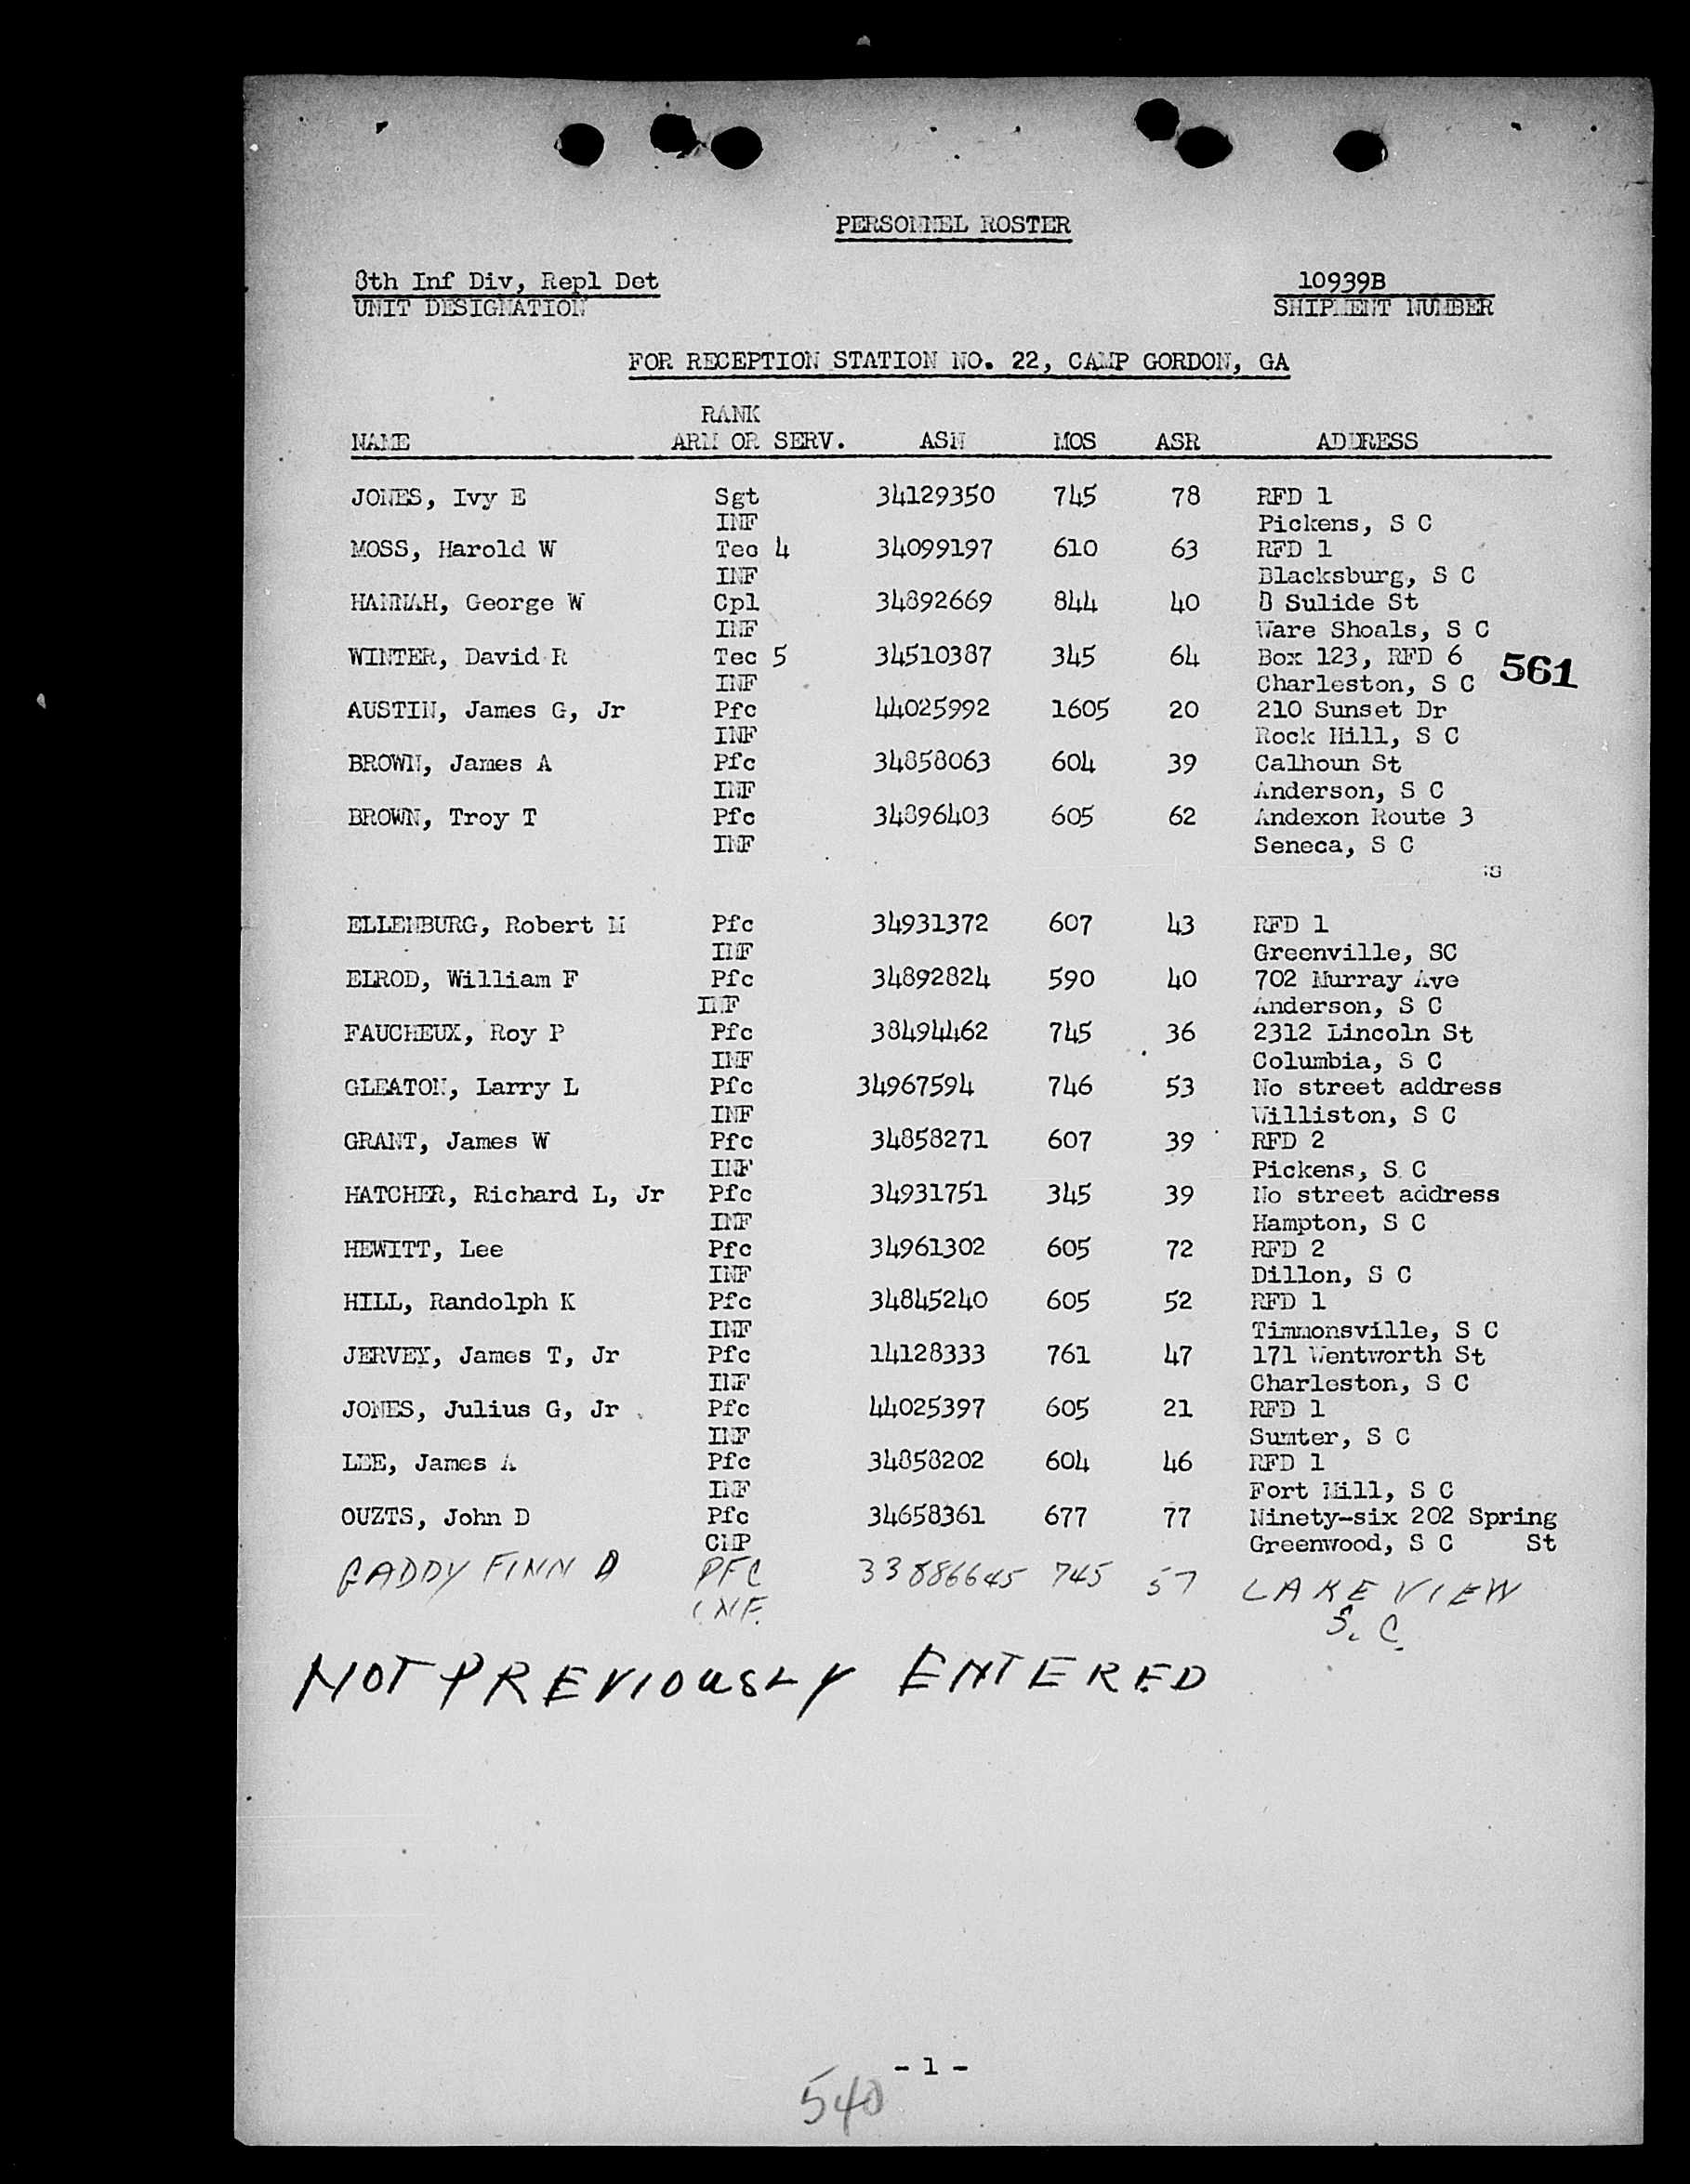 PERSONNEL ROSTER
8th Inf Div, Repl Det 10939B
UNIT DESIGNATION SHIPMENT NUMBER
FOR RECEPTION STATION NO. 22, CAMP GORDON, GA
RANK
NAME ARM OR SERV. ASN MOS ASR ADDRESS
JONES, Ivy E Sgt 34129350 745 78 RFD 1
INF Pickens, S C
MOSS, Harold W Tec 4 34099197 610 63 RFD 1
INF Blacksburg, S C
HANNAH, George W Cpl 34892669 844 40 8 Sulide St
INF Ware Shoals, S C
WINTER, David R Tec 5 34510387 345 64 Box 123, RFD 6
561
INF Charleston, S C
AUSTIN, James G, Jr Pfc 44025992 1605 20 210 Sunset Dr
INF Rock Hill, S C
BROWN, James A Pfc 34858063 604 39 Calhoun St
INF Anderson, S C
BROWN, Troy T Pfc 34896403 605 62 Andexon Route 3
INF Seneca, S C
ELLENBURG, Robert M Pfc 34931372 607 43 RFD 1
INF Greenville, SC
ELROD, William F Pfc 34892824 590 40 702 Murray Ave
INF Anderson, S C
FAUCHEUX, Roy P Pfc 38494462 745 36 2312 Lincoln St
INF Columbia, S C
GLEATON, Larry L Pfc 34967594 746 53 No street address
INF Williston, S C
GRANT, James W Pfc 34858271 607 39 RFD 2
INF Pickens, S C
HATCHER, Richard L, Jr Pfc 34931751 345 39 No street address
INF Hampton, S C
HEWITT, Lee Pfc 34961302 605 72 RFD 2
INF Dillon, S C
HILL, Randolph K Pfc 34845240 605 52 RFD 1
INF Timmonsville, S C
JERVEY, James T, Jr Pfc 14128333 761 47 171 Wentworth St
INF Charleston, S C
JONES, Julius G, Jr Pfc 44025397 605 21 RFD 1
INF Sumter, S C
LEE, James A Pfc 34858202 604 46 RFD 1
INF Fort Mill, S C
OUZTS, John D Pfc 34658361 677 77 Ninety-six 202 Spring
CMP Greenwood, S C St
GADDY FINN D PFC 33886645 745 57 LAKE VIEW
INF. S. C.
NOT PREVIOUSLY ENTERED
- 1 -
540